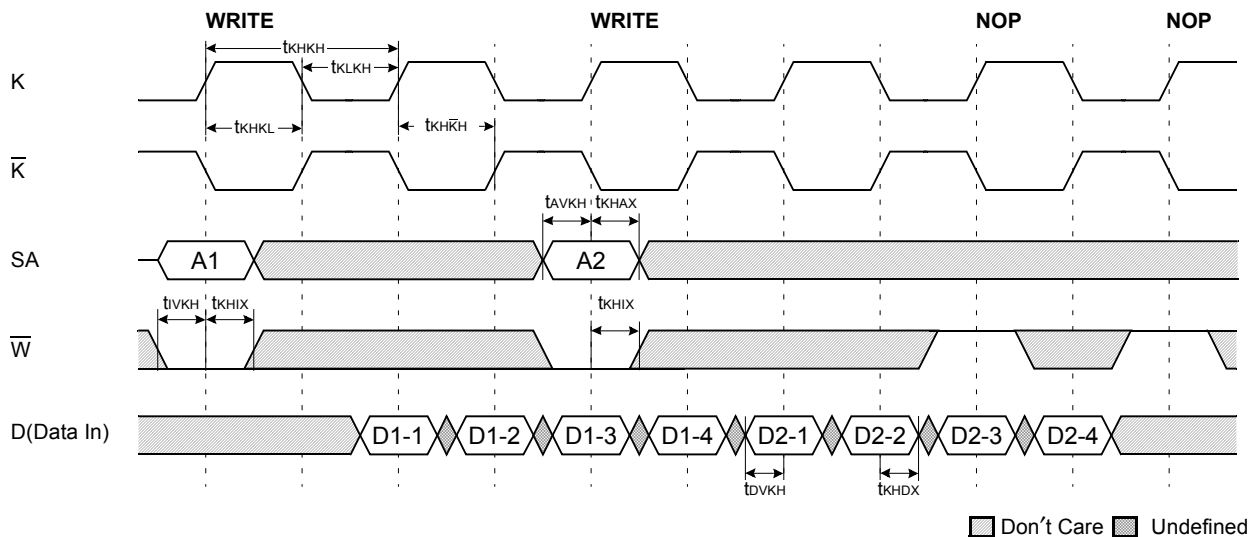 WRITE WRITE NOP NOP
tKHKH
K
tKLKH
tKHKL tKHK̅H
K̅
tAVKH tKHAX
SA A1 A2
tIVKH tKHIX tKHIX
W̅
D(Data In) D1-1 D1-2 D1-3 D1-4 D2-1 D2-2 D2-3 D2-4
tDVKH tKHDX
Don′t Care Undefined